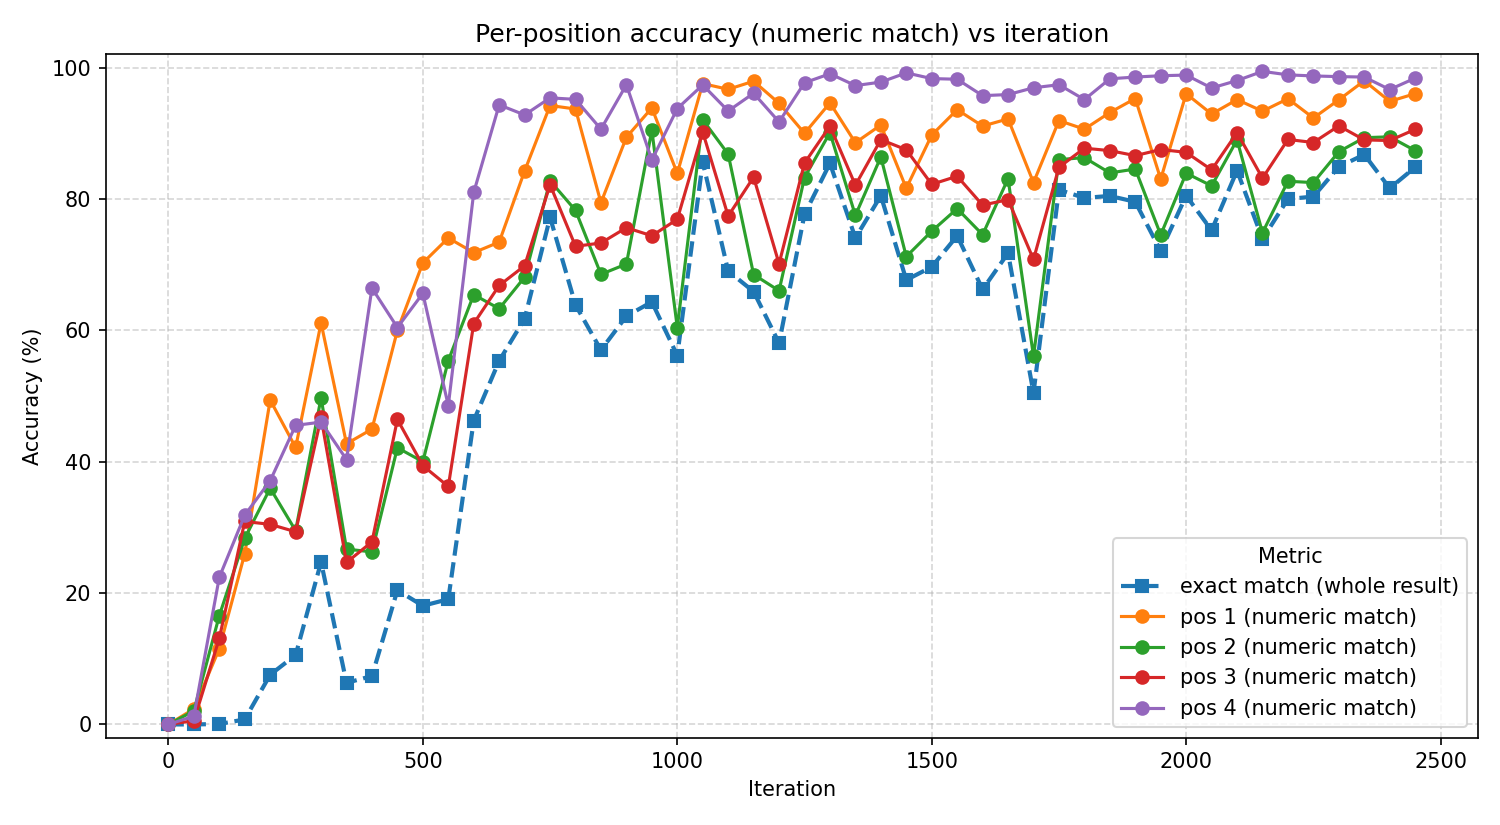 Per-position accuracy (numeric match) vs iteration
Accuracy (%)
100
80
60
40
20
0
0 500 1000 1500 2000 2500
Iteration
Metric
exact match (whole result)
pos 1 (numeric match)
pos 2 (numeric match)
pos 3 (numeric match)
pos 4 (numeric match)